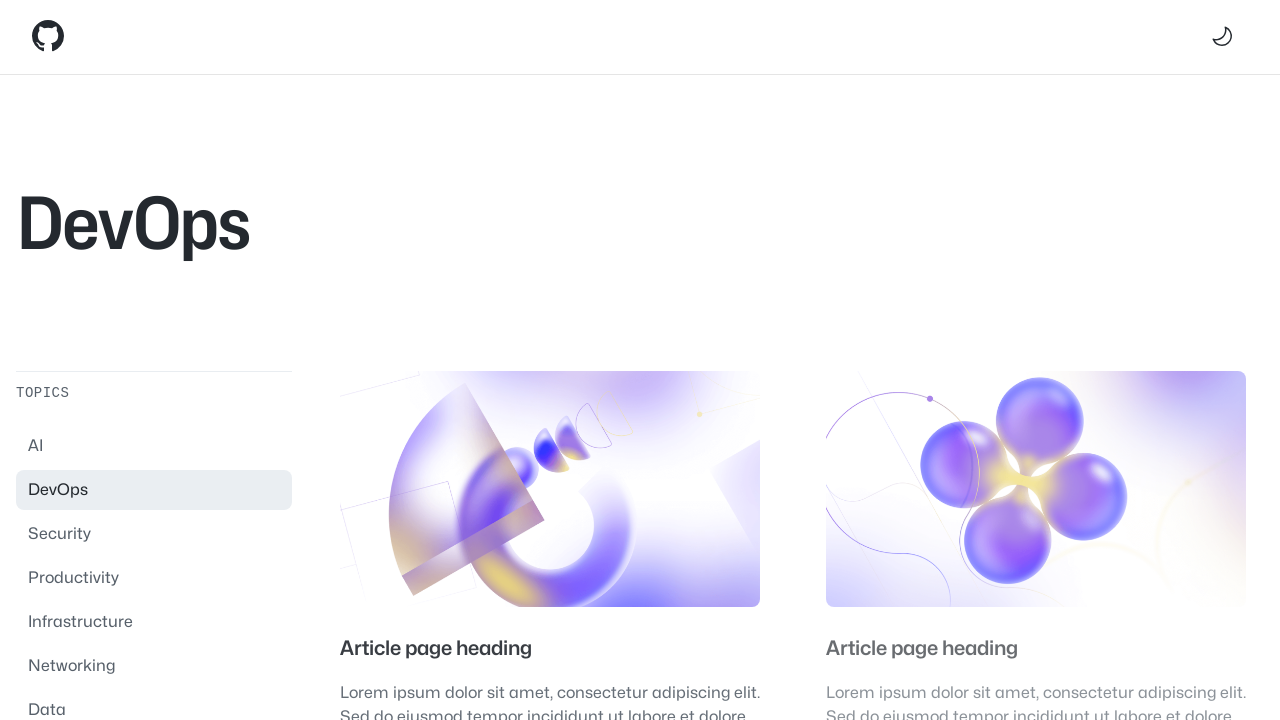 DevOps
TOPICS
AI
DevOps
Security
Productivity
Infrastructure
Networking
Data
Article page heading
Lorem ipsum dolor sit amet, consectetur adipiscing elit.
Sed do eiusmod tempor incididunt ut labore et dolore
Article page heading
Lorem ipsum dolor sit amet, consectetur adipiscing elit.
Sed do eiusmod tempor incididunt ut labore et dolore